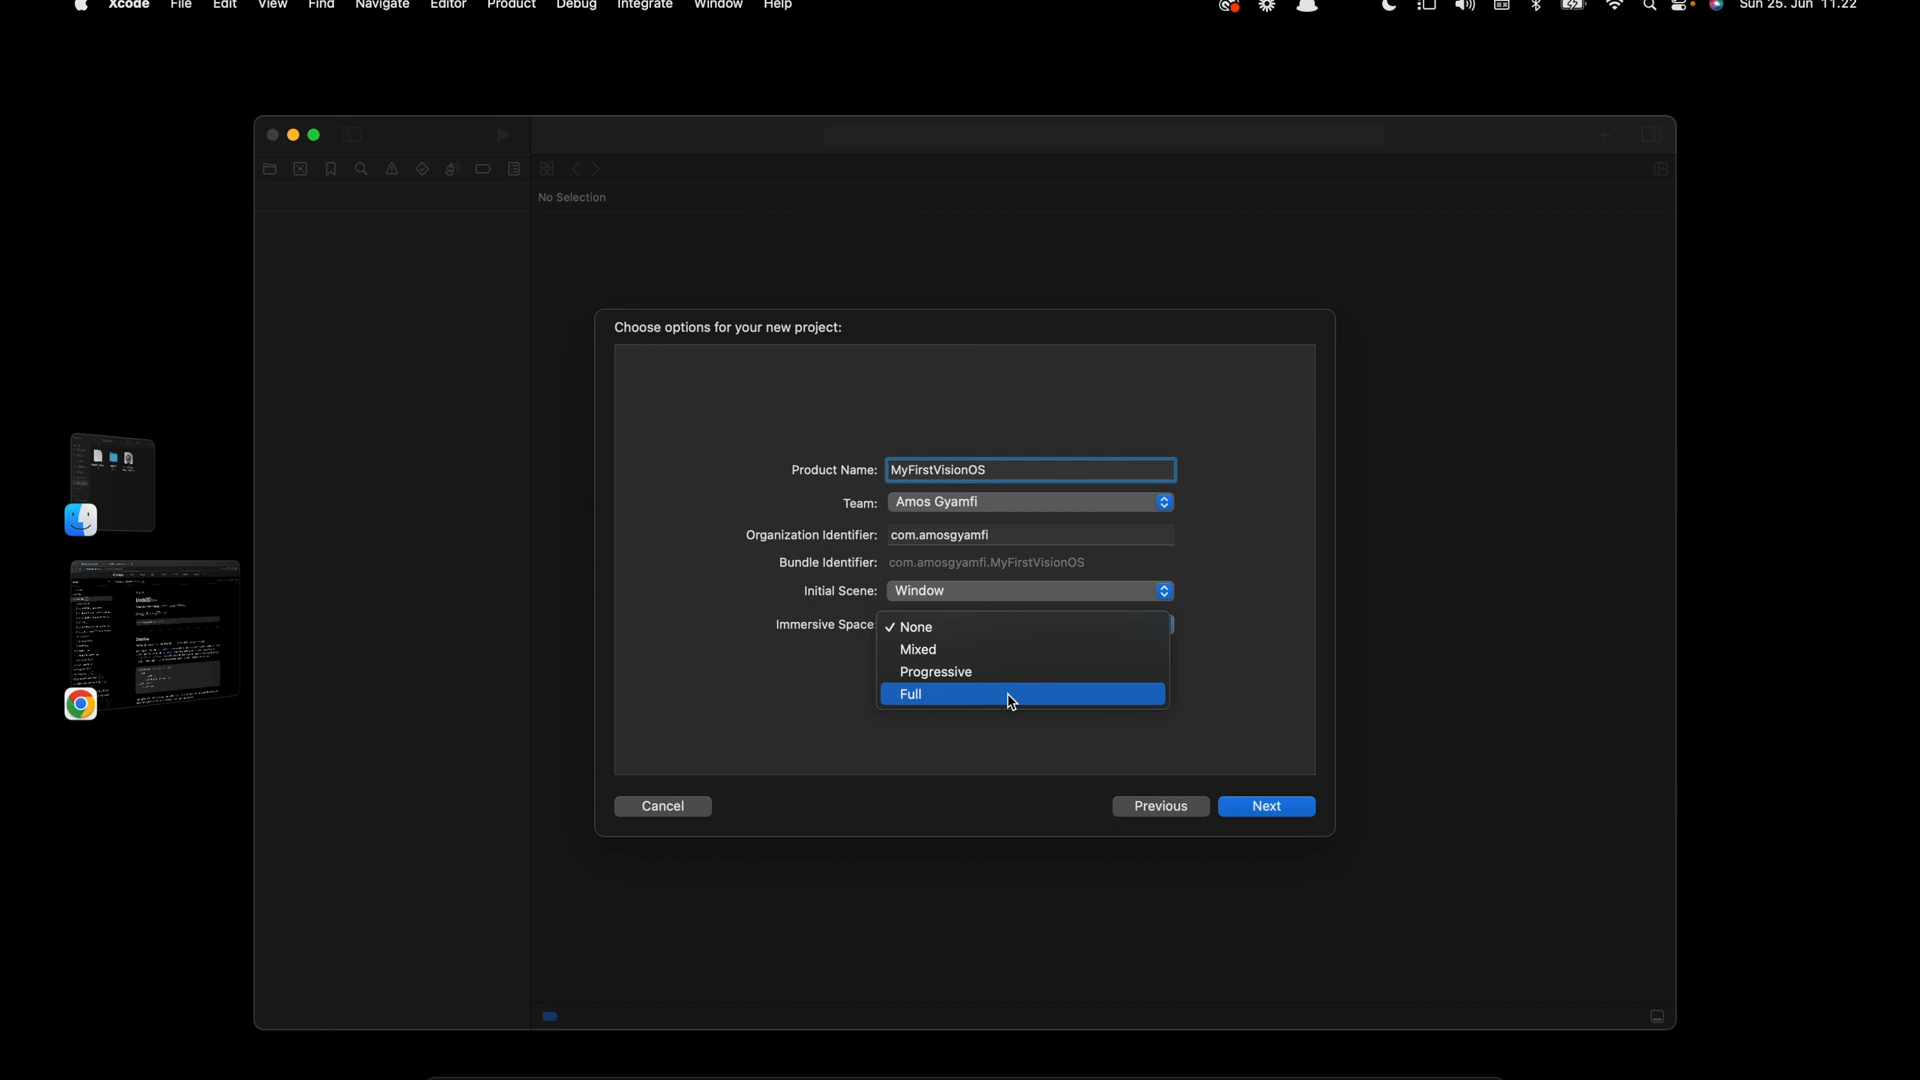 Xcode File Edit View Find Navigate Editor Product Debug Integrate Window Help Sun 25. Jun 11.22
No Selection
Choose options for your new project:
Product Name: MyFirstVisionOS
Team: Amos Gyamfi
Organization Identifier: com.amosgyamfi
Bundle Identifier: com.amosgyamfi.MyFirstVisionOS
Initial Scene: Window
Immersive Space: ✓ None
Mixed
Progressive
Full
Cancel Previous Next